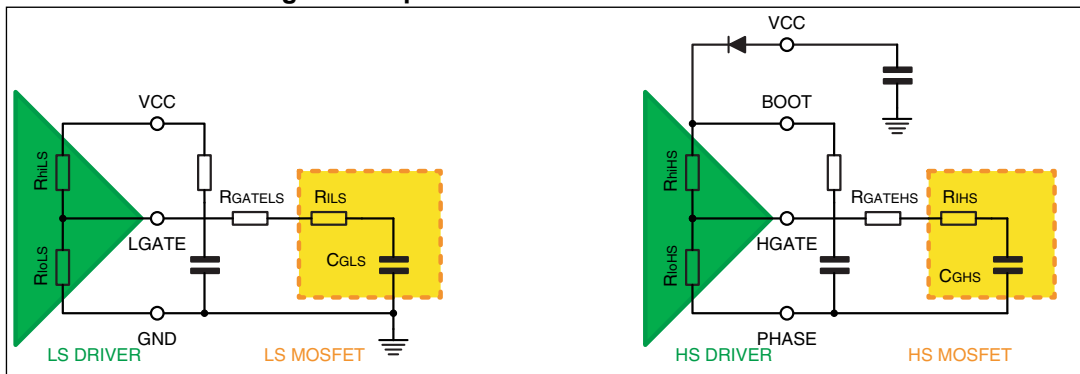 VCC
RhiLS
RGATELS
RILS
LGATE
RloLS
CGLS
GND
LS DRIVER
LS MOSFET
VCC
BOOT
RhiHS
RGATEHS
RIHS
HGATE
RloHS
CGHS
PHASE
HS DRIVER
HS MOSFET